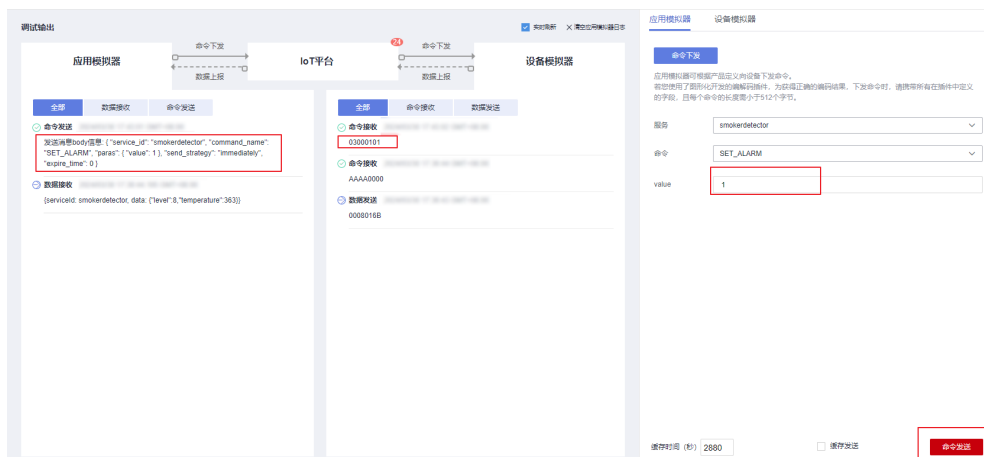 调试输出
实时刷新
清空应用模拟器日志
应用模拟器
命令下发
数据上报
IoT平台
24
命令下发
数据上报
设备模拟器
全部 数据接收 命令发送
命令发送
发送消息body信息: { "service_id": "smokerdetector", "command_name":
"SET_ALARM", "paras": { "value": 1 }, "send_strategy": "immediately",
"expire_time": 0 }
数据接收
{serviceId: smokerdetector, data: {"level":8,"temperature":363}}
全部 命令接收 数据发送
命令接收
03000101
命令接收
AAAA0000
数据发送
0008016B
应用模拟器 设备模拟器
命令下发
应用模拟器可根据产品定义向设备下发命令。
若您使用了图形化开发的编解码插件，为获得正确的编码结果，下发命令时，请携带所有在插件中定义
的字段，且每个命令的长度需小于512个字节。
服务 smokerdetector
命令 SET_ALARM
value 1
缓存时间（秒） 2880 缓存发送 命令发送